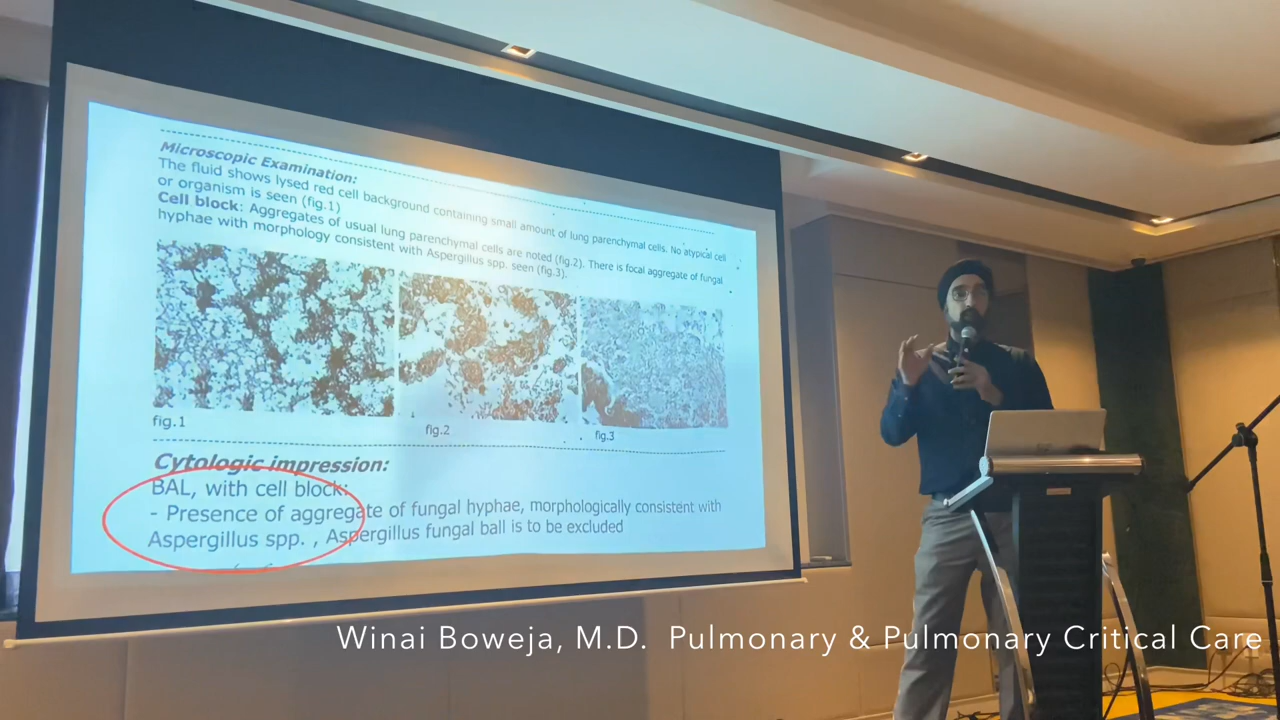 Microscopic Examination:
The fluid shows lysed red cell background containing small amount of lung parenchymal cells. No atypical cell
or organism is seen (fig.1)
Cell block: Aggregates of usual lung parenchymal cells are noted (fig.2). There is focal aggregate of fungal
hyphae with morphology consistent with Aspergillus spp. seen (fig.3).
fig.1
fig.2
fig.3
Cytologic impression:
BAL, with cell block:
- Presence of aggregate of fungal hyphae, morphologically consistent with
Aspergillus spp. , Aspergillus fungal ball is to be excluded
Winai Boweja, M.D. Pulmonary & Pulmonary Critical Care